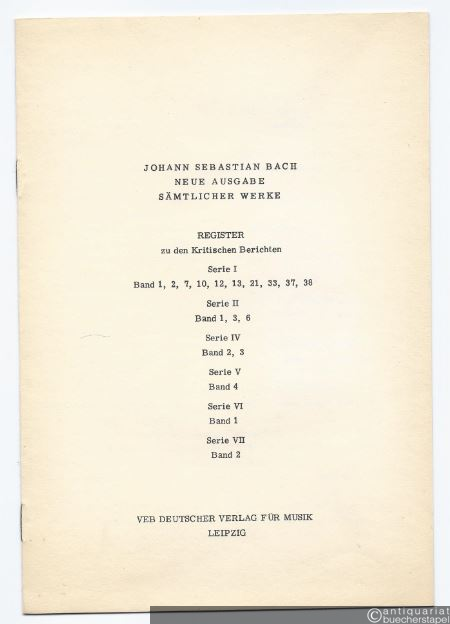 JOHANN SEBASTIAN BACH
NEUE AUSGABE
SÄMTLICHER WERKE
REGISTER
zu den Kritischen Berichten
Serie I
Band 1, 2, 7, 10, 12, 13, 21, 33, 37, 38
Serie II
Band 1, 3, 6
Serie IV
Band 2, 3
Serie V
Band 4
Serie VI
Band 1
Serie VII
Band 2
VEB DEUTSCHER VERLAG FÜR MUSIK
LEIPZIG
©antiquariat
buecherstapel